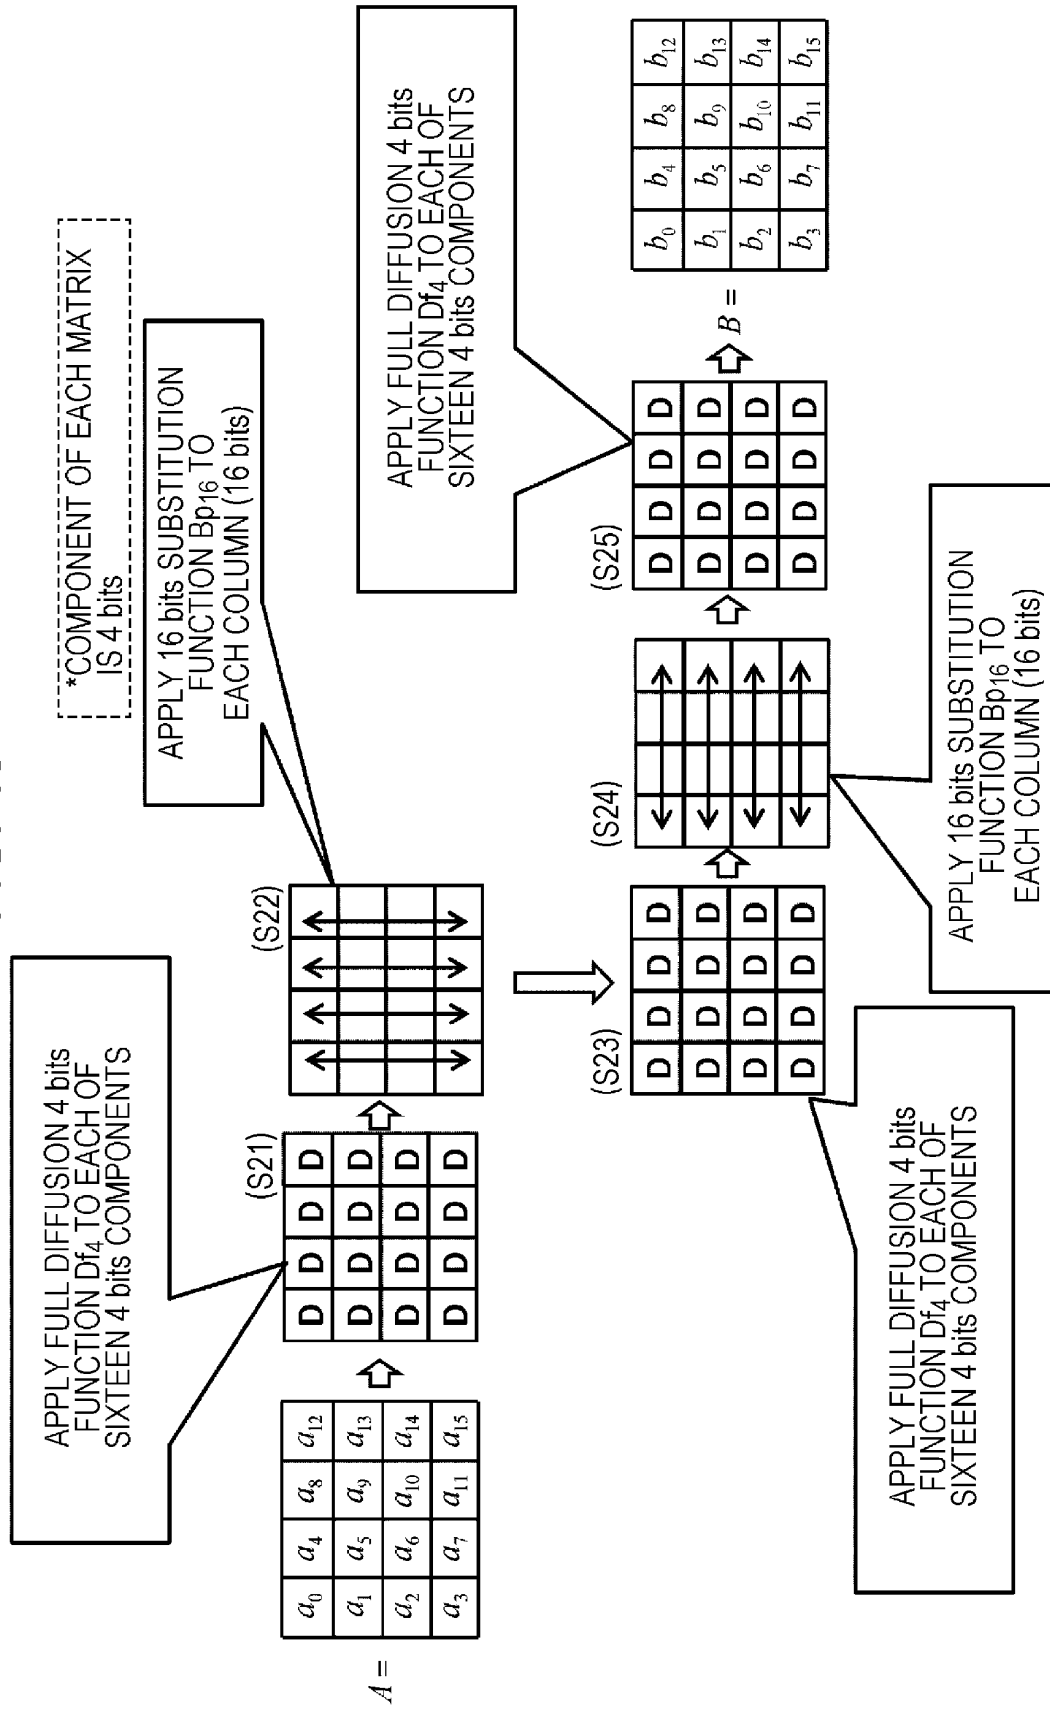 *COMPONENT OF EACH MATRIX
IS 4 bits
APPLY FULL DIFFUSION 4 bits
FUNCTION Df4 TO EACH OF
SIXTEEN 4 bits COMPONENTS
APPLY 16 bits SUBSTITUTION
FUNCTION Bp16 TO
EACH COLUMN (16 bits)
(S21)
(S22)
A =
a0 a4 a8 a12
a1 a5 a9 a13
a2 a6 a10 a14
a3 a7 a11 a15
D D D D
D D D D
D D D D
D D D D
APPLY FULL DIFFUSION 4 bits
FUNCTION Df4 TO EACH OF
SIXTEEN 4 bits COMPONENTS
(S23)
(S24)
(S25)
D D D D
D D D D
D D D D
D D D D
D D D D
D D D D
D D D D
D D D D
B =
b0 b4 b8 b12
b1 b5 b9 b13
b2 b6 b10 b14
b3 b7 b11 b15
APPLY FULL DIFFUSION 4 bits
FUNCTION Df4 TO EACH OF
SIXTEEN 4 bits COMPONENTS
APPLY 16 bits SUBSTITUTION
FUNCTION Bp16 TO
EACH COLUMN (16 bits)